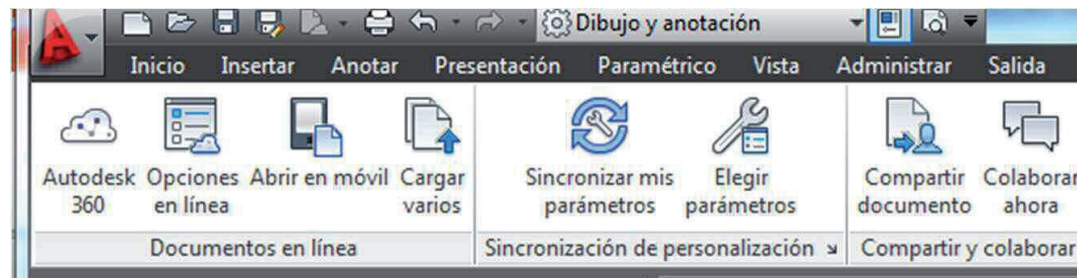 Dibujo y anotación
Inicio Insertar Anotar Presentación Paramétrico Vista Administrar Salida
Autodesk 360
Opciones en línea
Abrir en móvil
Cargar varios
Sincronizar mis parámetros
Elegir parámetros
Compartir documento
Colaborar ahora
Documentos en línea
Sincronización de personalización
Compartir y colaborar